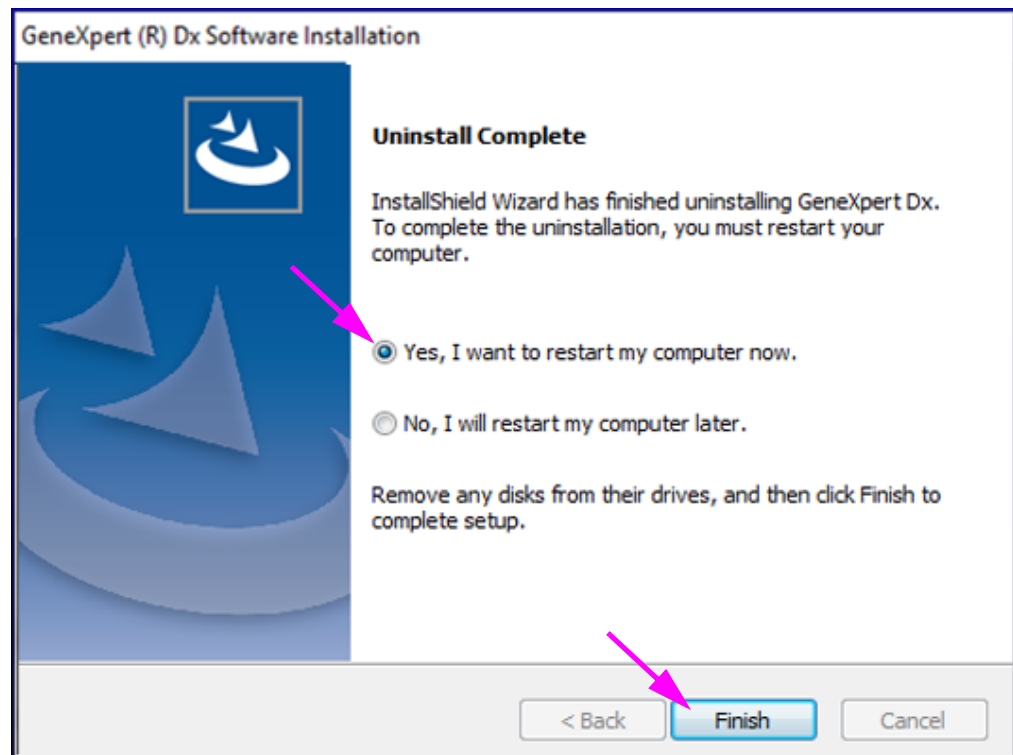 GeneXpert (R) Dx Software Installation
Uninstall Complete
InstallShield Wizard has finished uninstalling GeneXpert Dx.
To complete the uninstallation, you must restart your
computer.
Yes, I want to restart my computer now.
No, I will restart my computer later.
Remove any disks from their drives, and then click Finish to
complete setup.
< Back Finish Cancel